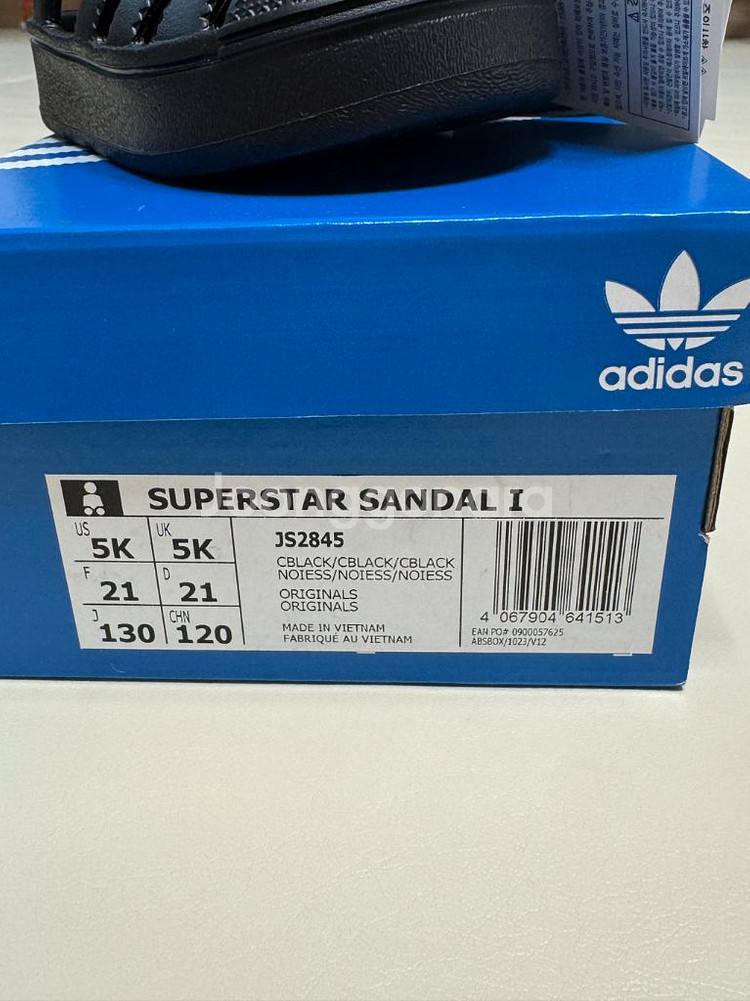 adidas
SUPERSTAR SANDAL I
US 5K UK 5K
F 21 D 21
J 130 CHN 120
JS2845
CBLACK/CBLACK/CBLACK
NOIESS/NOIESS/NOIESS
ORIGINALS
ORIGINALS
MADE IN VIETNAM
FABRIQUÉ AU VIETNAM
4 067904 641513
EAN PO# 0900057625
ABSBOX/1023/V12